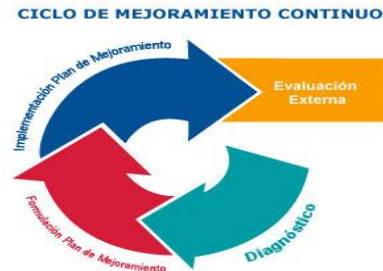 CICLO DE MEJORAMIENTO CONTINUO
Implementación Plan de Mejoramiento
Evaluación
Externa
Diagnóstico
Formulación Plan de Mejoramiento